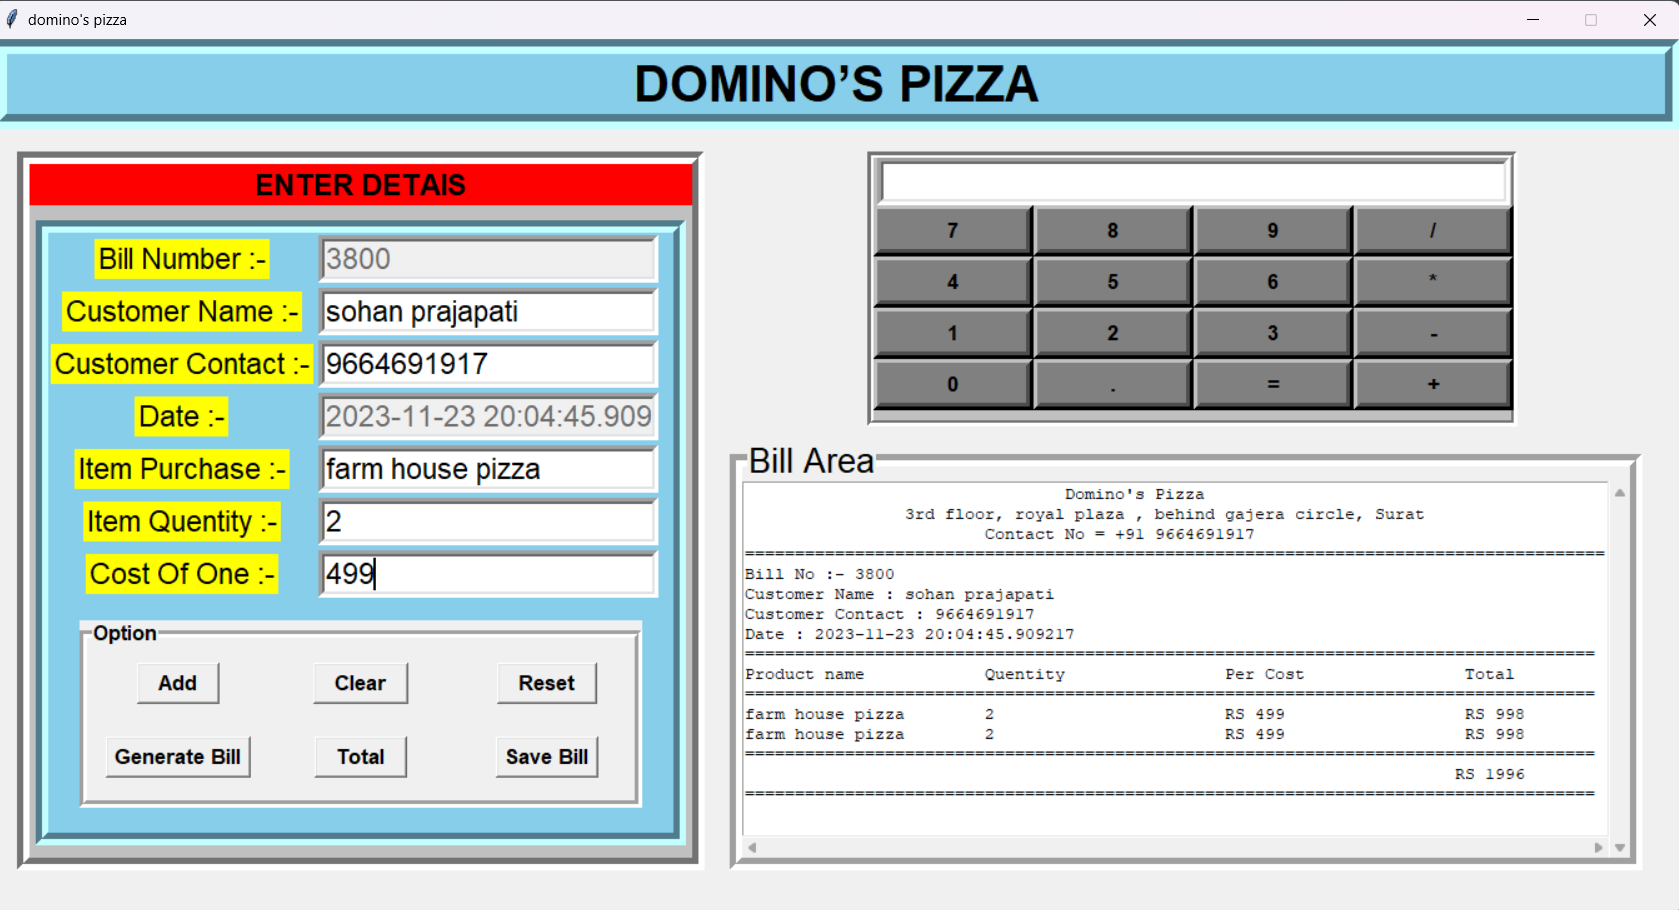 domino's pizza
DOMINO’S PIZZA
ENTER DETAIS
Bill Number :- 3800
Customer Name :- sohan prajapati
Customer Contact :- 9664691917
Date :- 2023-11-23 20:04:45.909
Item Purchase :- farm house pizza
Item Quentity :- 2
Cost Of One :- 499
Option
Add Clear Reset
Generate Bill Total Save Bill
7 8 9 /
4 5 6 *
1 2 3 -
0 . = +
Bill Area
Domino's Pizza
3rd floor, royal plaza , behind gajera circle, Surat
Contact No = +91 9664691917
======================================================================================
Bill No :- 3800
Customer Name : sohan prajapati
Customer Contact : 9664691917
Date : 2023-11-23 20:04:45.909217
=====================================================================================
Product name Quentity Per Cost Total
=====================================================================================
farm house pizza 2 RS 499 RS 998
farm house pizza 2 RS 499 RS 998
=====================================================================================
RS 1996
=====================================================================================